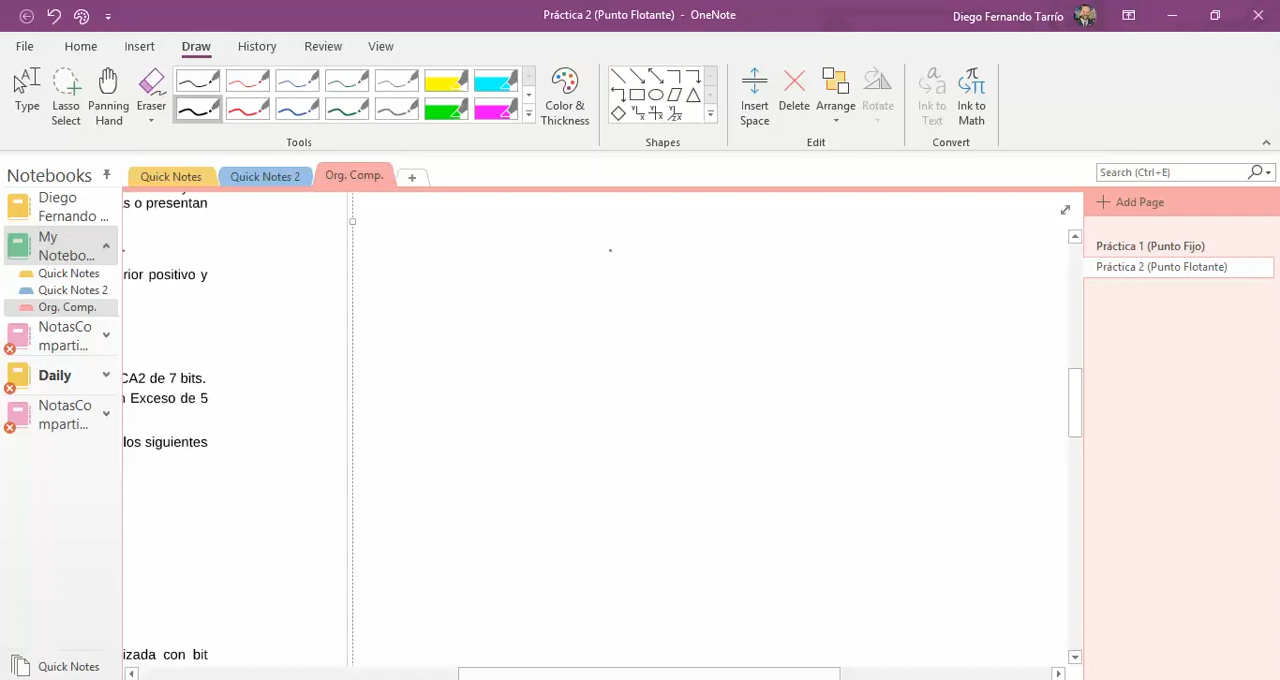 Práctica 2 (Punto Flotante) - OneNote
Diego Fernando Tarrío
File Home Insert Draw History Review View
Type
Lasso Select
Panning Hand
Eraser
Color & Thickness
Insert Space
Delete
Arrange
Rotate
Ink to Text
Ink to Math
Tools
Shapes
Edit
Convert
Notebooks
Quick Notes
Quick Notes 2
Org. Comp.
Search (Ctrl+E)
Add Page
Práctica 1 (Punto Fijo)
Práctica 2 (Punto Flotante)
Diego
Fernando ...
My
Notebo...
Quick Notes
Quick Notes 2
Org. Comp.
NotasCo
mparti...
Daily
NotasCo
mparti...
Quick Notes
s o presentan
rior positivo y
CA2 de 7 bits.
n Exceso de 5
los siguientes
izada con bit